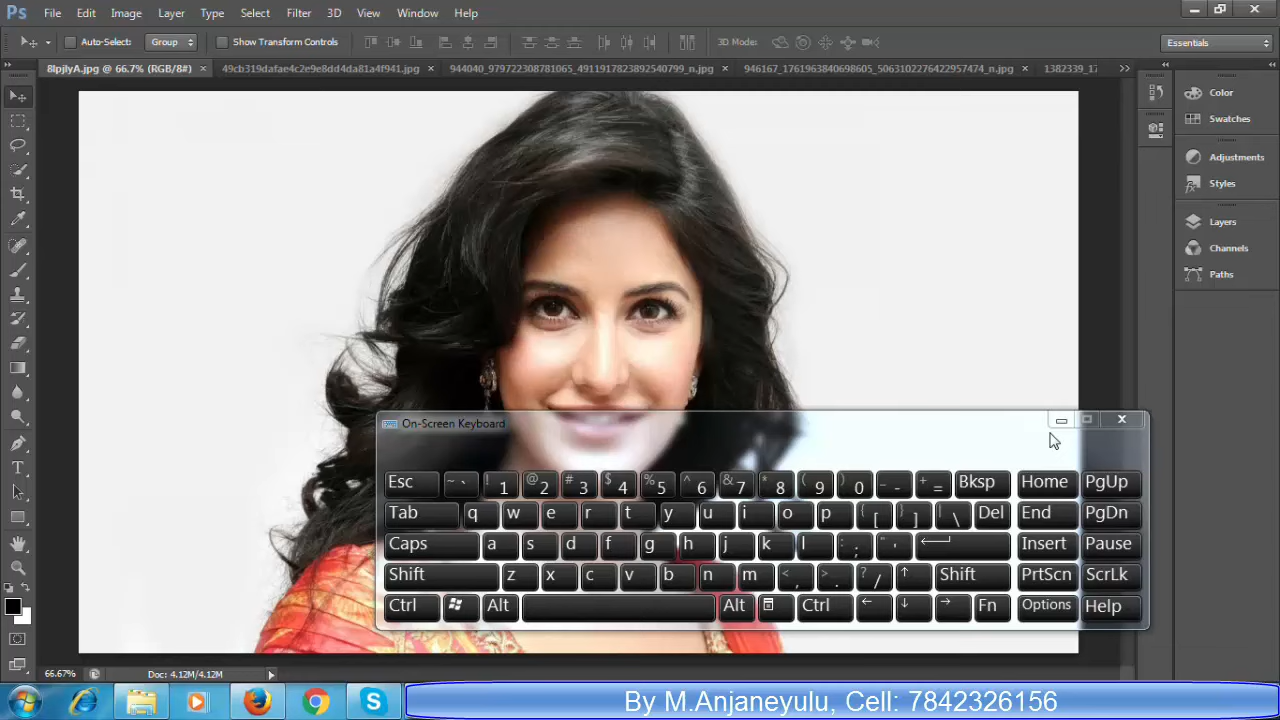 Ps File Edit Image Layer Type Select Filter 3D View Window Help
Auto-Select: Group Show Transform Controls 3D Mode: Essentials
8lpjlyA.jpg @ 66.7% (RGB/8#) × 49cb319dafae4c2e9e8dd4da81a4f941.jpg × 944040_979722308781065_4911917823892540799_n.jpg × 946167_1761963840698605_5063102276422957474_n.jpg × 1382339_17
Color
Swatches
Adjustments
Styles
Layers
Channels
Paths
On-Screen Keyboard
Esc ~ ` ! 1 @ 2 # 3 $ 4 % 5 ^ 6 & 7 * 8 ( 9 ) 0 _ - + = Bksp Home PgUp
Tab q w e r t y u i o p { [ } ] | \ Del End PgDn
Caps a s d f g h j k l : ; " ' Insert Pause
Shift z x c v b n m < , > . ? / ↑ Shift PrtScn ScrLk
Ctrl Alt Alt Ctrl ← ↓ → Fn Options Help
66.67% Doc: 4.12M/4.12M
By M.Anjaneyulu, Cell: 7842326156